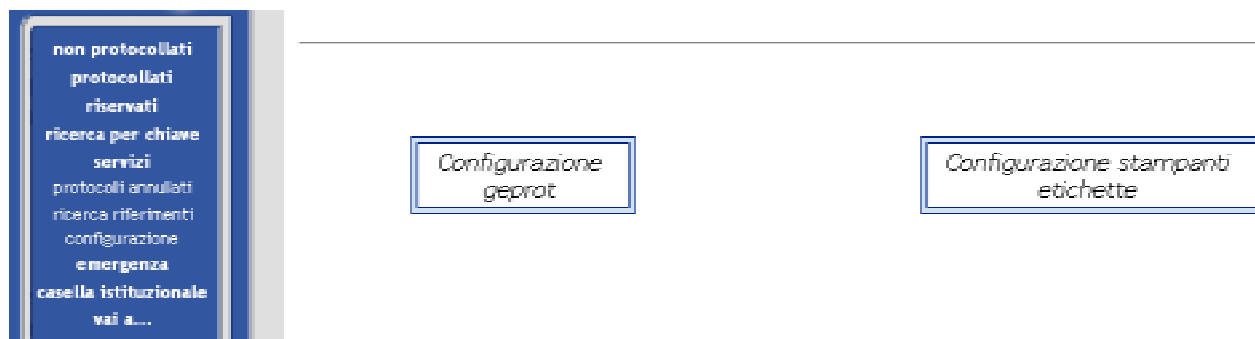 non protocollati
protocollati
riservati
ricerca per chiave
servizi
protocolli annullati
ricerca riferimenti
configurazione
emergenza
casella istituzionale
vai a....
Configurazione
geprot
Configurazione stampanti
etichette